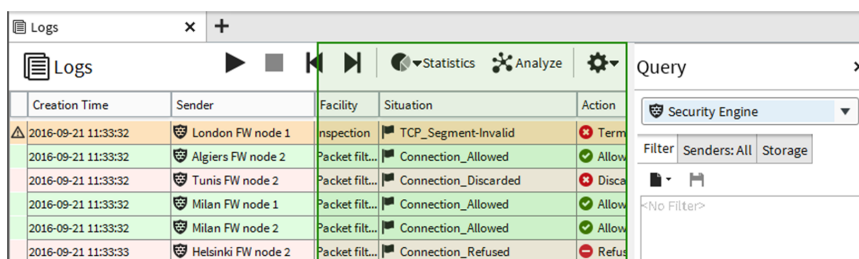 Logs
Logs Statistics Analyze
Query
Creation Time Sender Facility Situation Action
Security Engine
2016-09-21 11:33:32 London FW node 1 nspection TCP_Segment-Invalid Term
Filter Senders: All Storage
2016-09-21 11:33:32 Algiers FW node 2 Packet filt... Connection_Allowed Allow
2016-09-21 11:33:32 Tunis FW node 2 Packet filt... Connection_Discarded Disca
2016-09-21 11:33:32 Milan FW node 1 Packet filt... Connection_Allowed Allow
<No Filter>
2016-09-21 11:33:32 Milan FW node 2 Packet filt... Connection_Allowed Allow
2016-09-21 11:33:33 Helsinki FW node 2 Packet filt... Connection_Refused Refus